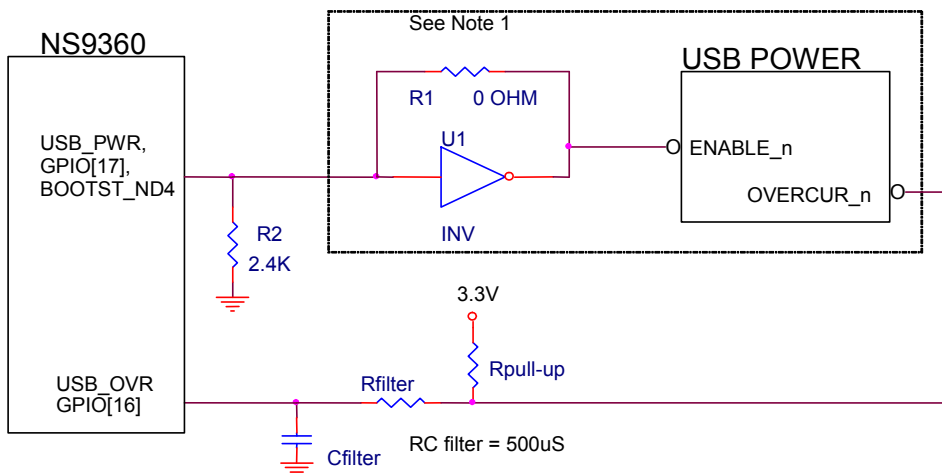 See Note 1
NS9360
USB POWER
R1
0 OHM
U1
USB_PWR,
GPIO[17],
BOOTST_ND4
ENABLE_n
OVERCUR_n
R2
2.4K
INV
3.3V
Rpull-up
USB_OVR
GPIO[16]
Rfilter
Cfilter
RC filter = 500uS